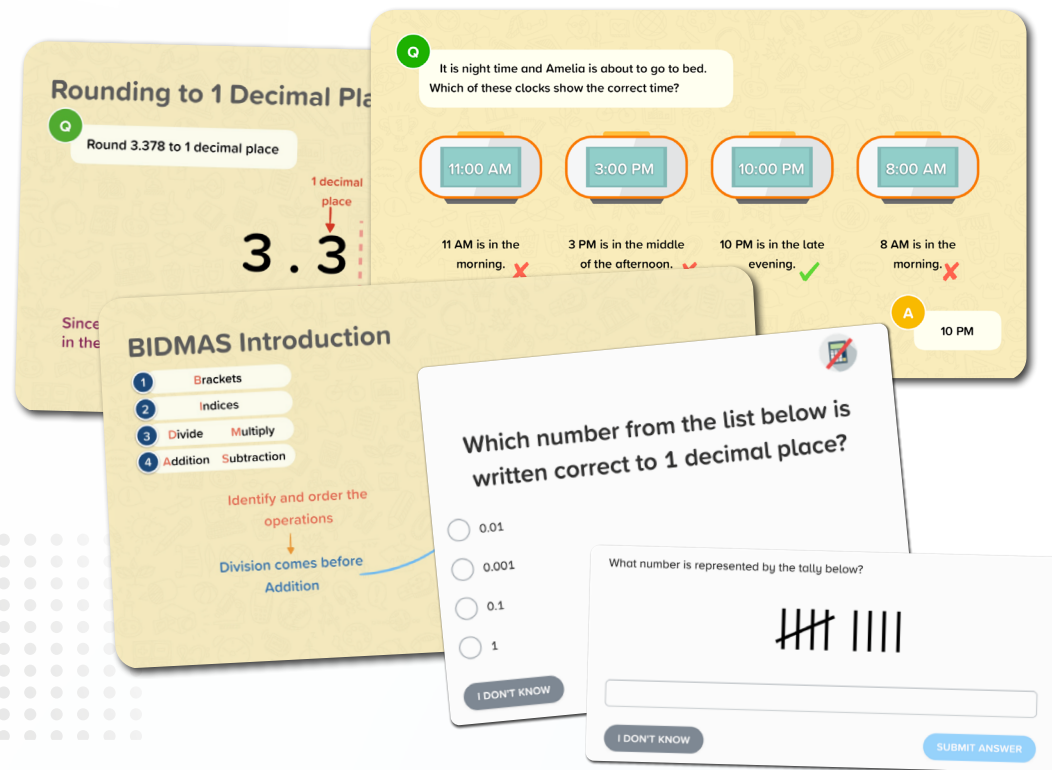 Rounding to 1 Decimal Pla
Q
Round 3.378 to 1 decimal place
1 decimal
place
3.3
Since
in the
Q
It is night time and Amelia is about to go to bed.
Which of these clocks show the correct time?
11:00 AM
3:00 PM
10:00 PM
8:00 AM
11 AM is in the
morning.
3 PM is in the middle
of the afternoon.
10 PM is in the late
evening.
8 AM is in the
morning.
A
10 PM
BIDMAS Introduction
1 Brackets
2 Indices
3 Divide Multiply
4 Addition Subtraction
Identify and order the
operations
Division comes before
Addition
Which number from the list below is
written correct to 1 decimal place?
0.01
0.001
0.1
1
I DON'T KNOW
What number is represented by the tally below?
I DON'T KNOW
SUBMIT ANSWER